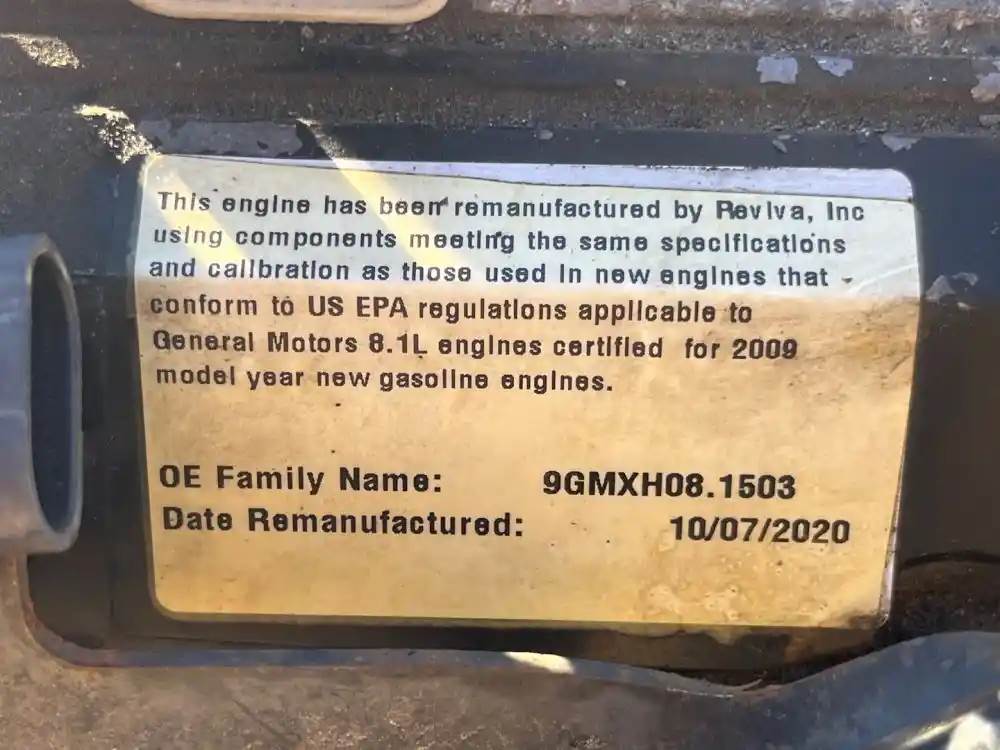 This engine has been remanufactured by Reviva, Inc
using components meeting the same specifications
and calibration as those used in new engines that
conform to US EPA regulations applicable to
General Motors 8.1L engines certified for 2009
model year new gasoline engines.
OE Family Name: 9GMXH08.1503
Date Remanufactured: 10/07/2020